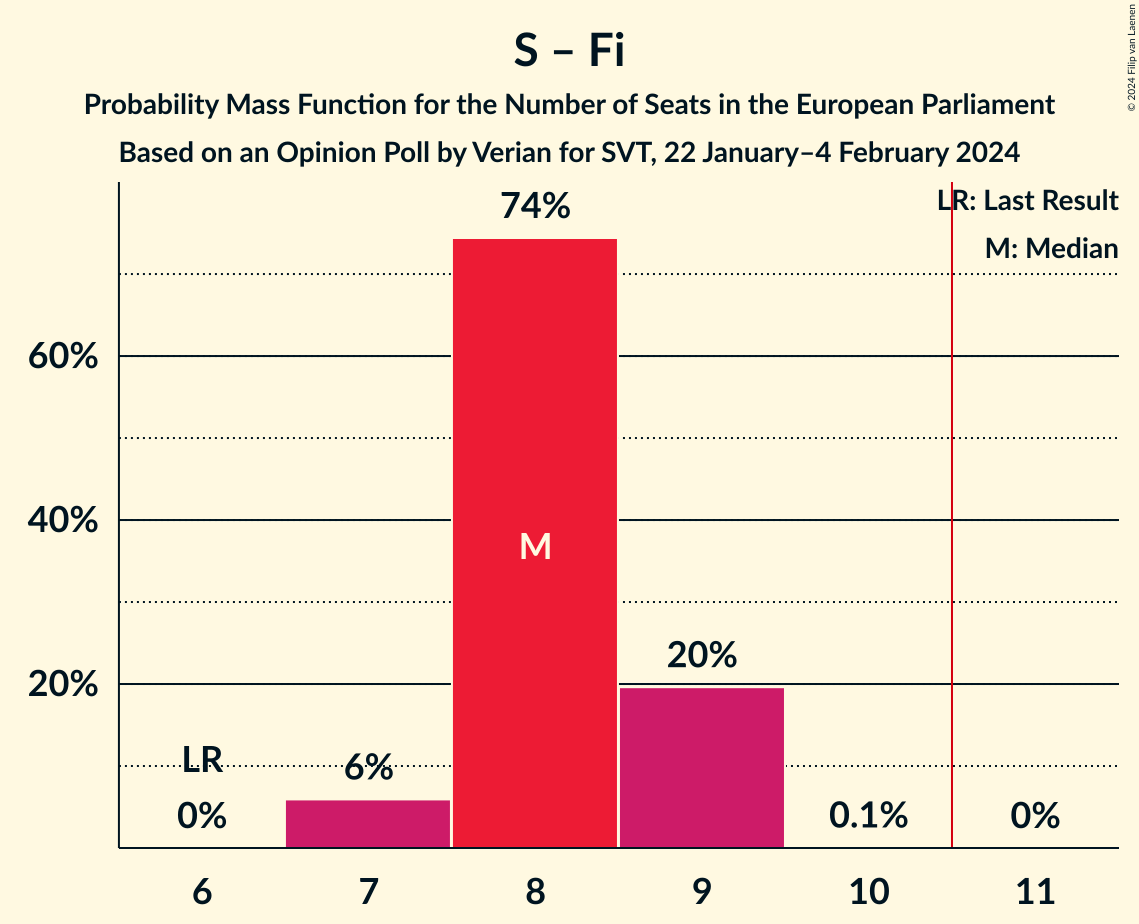 S – Fi
Probability Mass Function for the Number of Seats in the European Parliament
Based on an Opinion Poll by Verian for SVT, 22 January–4 February 2024
© 2024 Filip van Laenen
LR: Last Result
M: Median
74%
60%
40%
20%
M
20%
LR
6%
0%
0.1%
0%
6 7 8 9 10 11